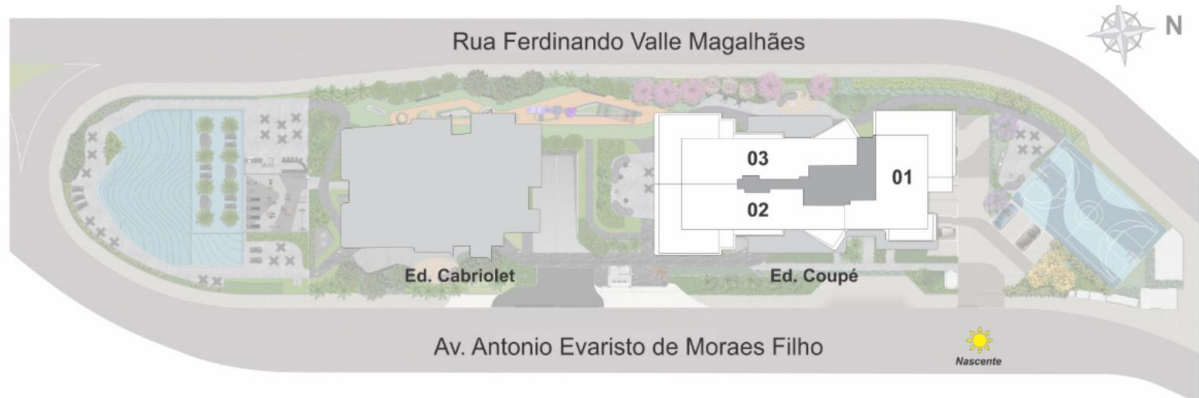 Rua Ferdinando Valle Magalhães
N
03
01
02
Ed. Cabriolet
Ed. Coupé
Av. Antonio Evaristo de Moraes Filho
Nascente